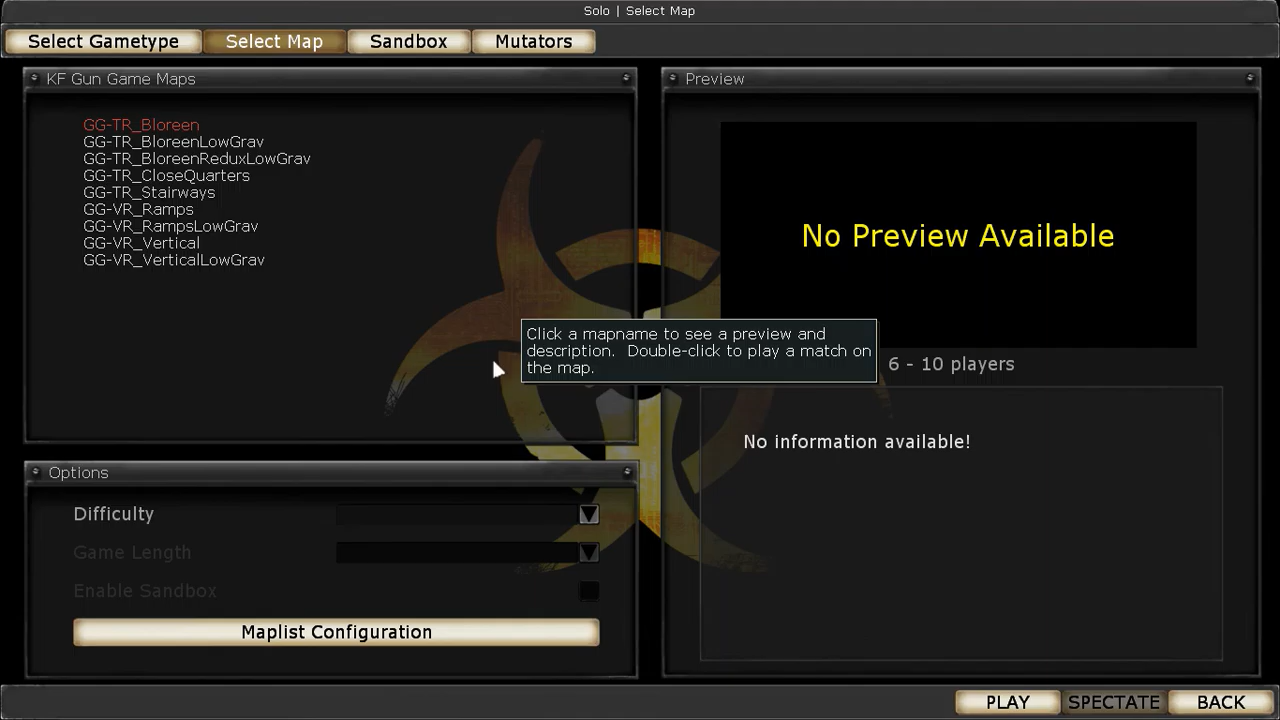 Solo | Select Map
Select Gametype
Select Map
Sandbox
Mutators
KF Gun Game Maps
GG-TR_Bloreen
GG-TR_BloreenLowGrav
GG-TR_BloreenReduxLowGrav
GG-TR_CloseQuarters
GG-TR_Stairways
GG-VR_Ramps
GG-VR_RampsLowGrav
GG-VR_Vertical
GG-VR_VerticalLowGrav
Preview
No Preview Available
Click a mapname to see a preview and
description.  Double-click to play a match on
the map.
6 - 10 players
No information available!
Options
Difficulty
Game Length
Enable Sandbox
Maplist Configuration
PLAY
SPECTATE
BACK